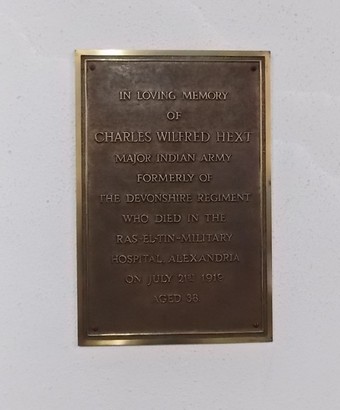 IN LOVING MEMORY
OF
CHARLES WILFRED HEXT
MAJOR INDIAN ARMY
FORMERLY OF
THE DEVONSHIRE REGIMENT
WHO DIED IN THE
RAS-EL-TIN-MILITARY
HOSPITAL, ALEXANDRIA
ON JULY 21ST
AGED 38